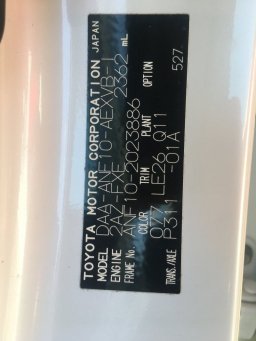 TOYOTA MOTOR CORPORATION JAPAN
MODEL DAA-ANF10-AEXVB-L
ENGINE 2AZ-FXE 2362 mL
FRAME No. ANF10-2023886
COLOR TRIM PLANT OPTION
077 LE26 Q11 527
TRANS./AXLE P311 -01A